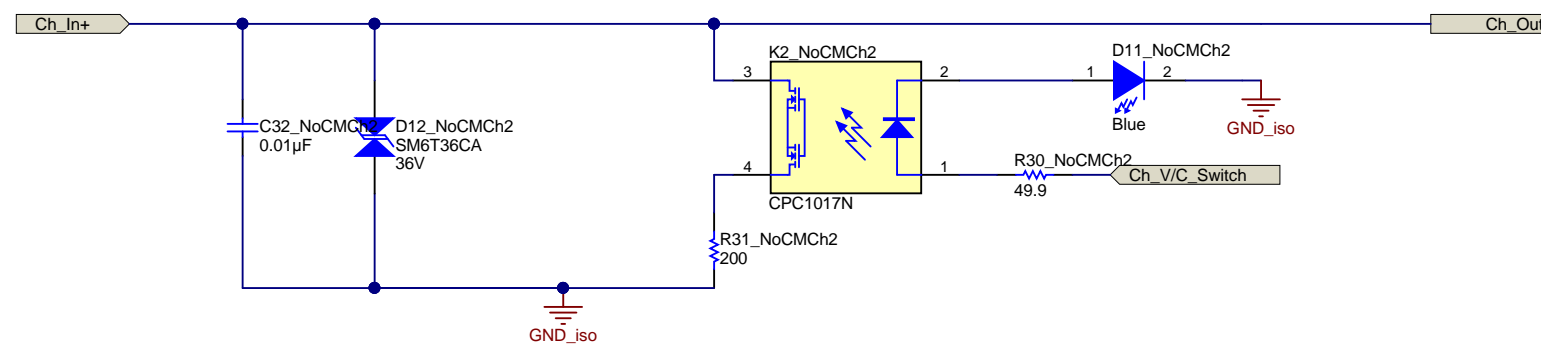 Ch_In+
Ch_Out
K2_NoCMCh2
D11_NoCMCh2
3
2
1
2
C32_NoCMCh2
D12_NoCMCh2
0.01µF
SM6T36CA
36V
Blue
GND_iso
4
1
R30_NoCMCh2
Ch_V/C_Switch
49.9
CPC1017N
R31_NoCMCh2
200
GND_iso